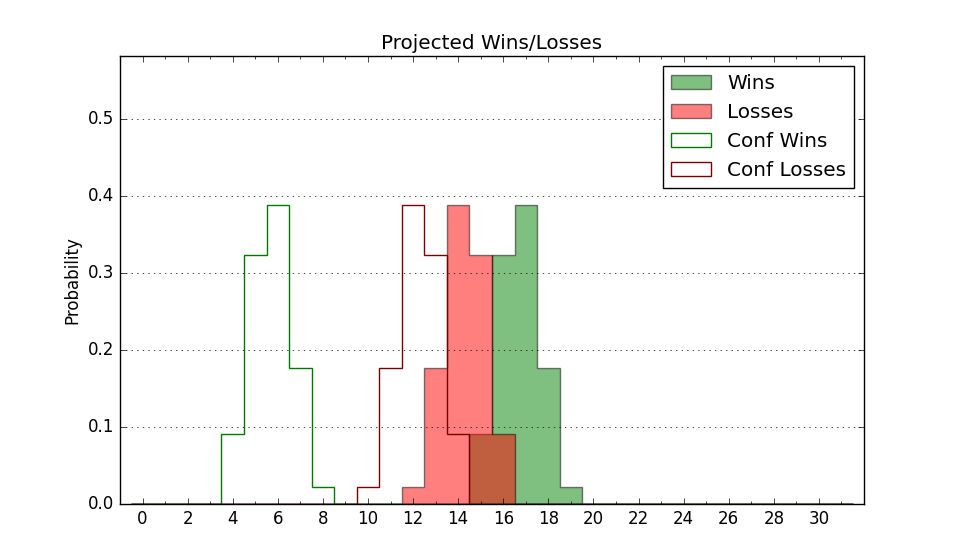 Projected Wins/Losses
Wins
Losses
Conf Wins
Conf Losses
Probability
0.5
0.4
0.3
0.2
0.1
0.0
0 2 4 6 8 10 12 14 16 18 20 22 24 26 28 30